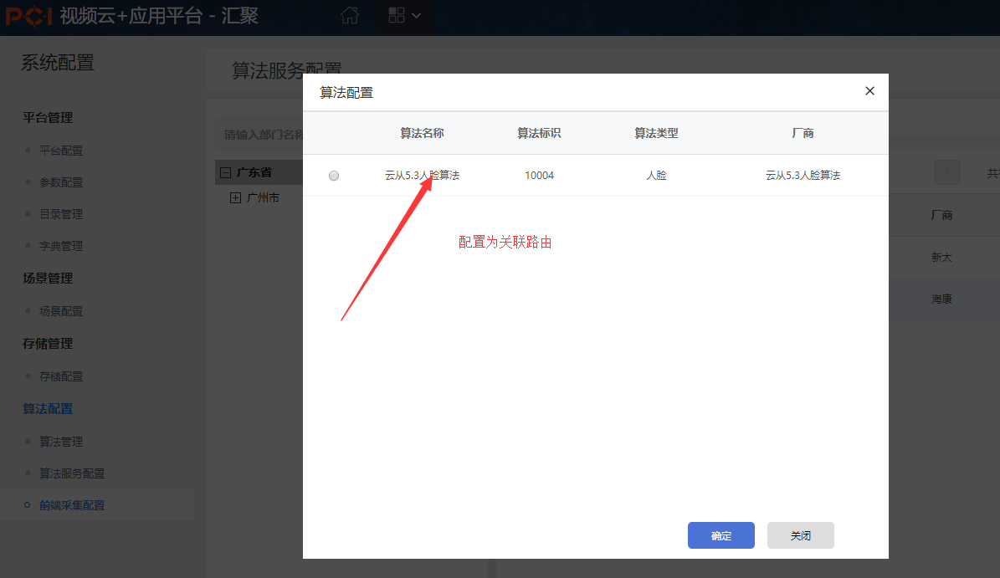 PCI 视频云+应用平台 - 汇聚
系统配置
平台管理
平台配置
参数配置
目录管理
字典管理
场景管理
场景配置
存储管理
存储配置
算法配置
算法管理
算法服务配置
前端采集配置
算法服务配置
请输入部门名称
广东省
广州市
算法配置
×
算法名称 算法标识 算法类型 厂商
云从5.3人脸算法 10004 人脸 云从5.3人脸算法
配置为关联路由
确定 关闭
共
厂商
新太
海康